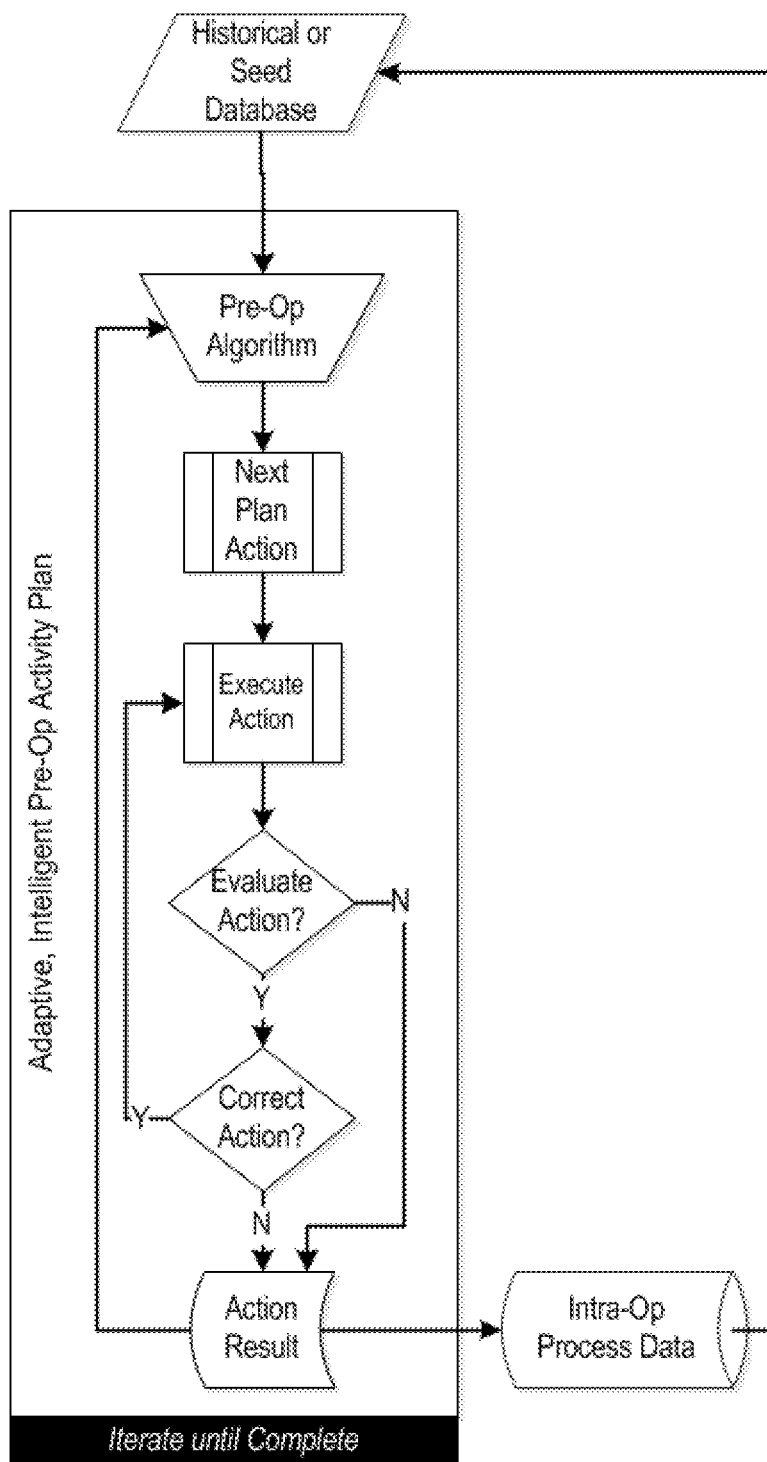 Historical or
Seed
Database
Pre-Op
Algorithm
Next
Plan
Action
Execute
Action
Evaluate
Action?
N
Y
Correct
Action?
Y
N
Action
Result
Intra-Op
Process Data
Adaptive, Intelligent Pre-Op Activity Plan
Iterate until Complete